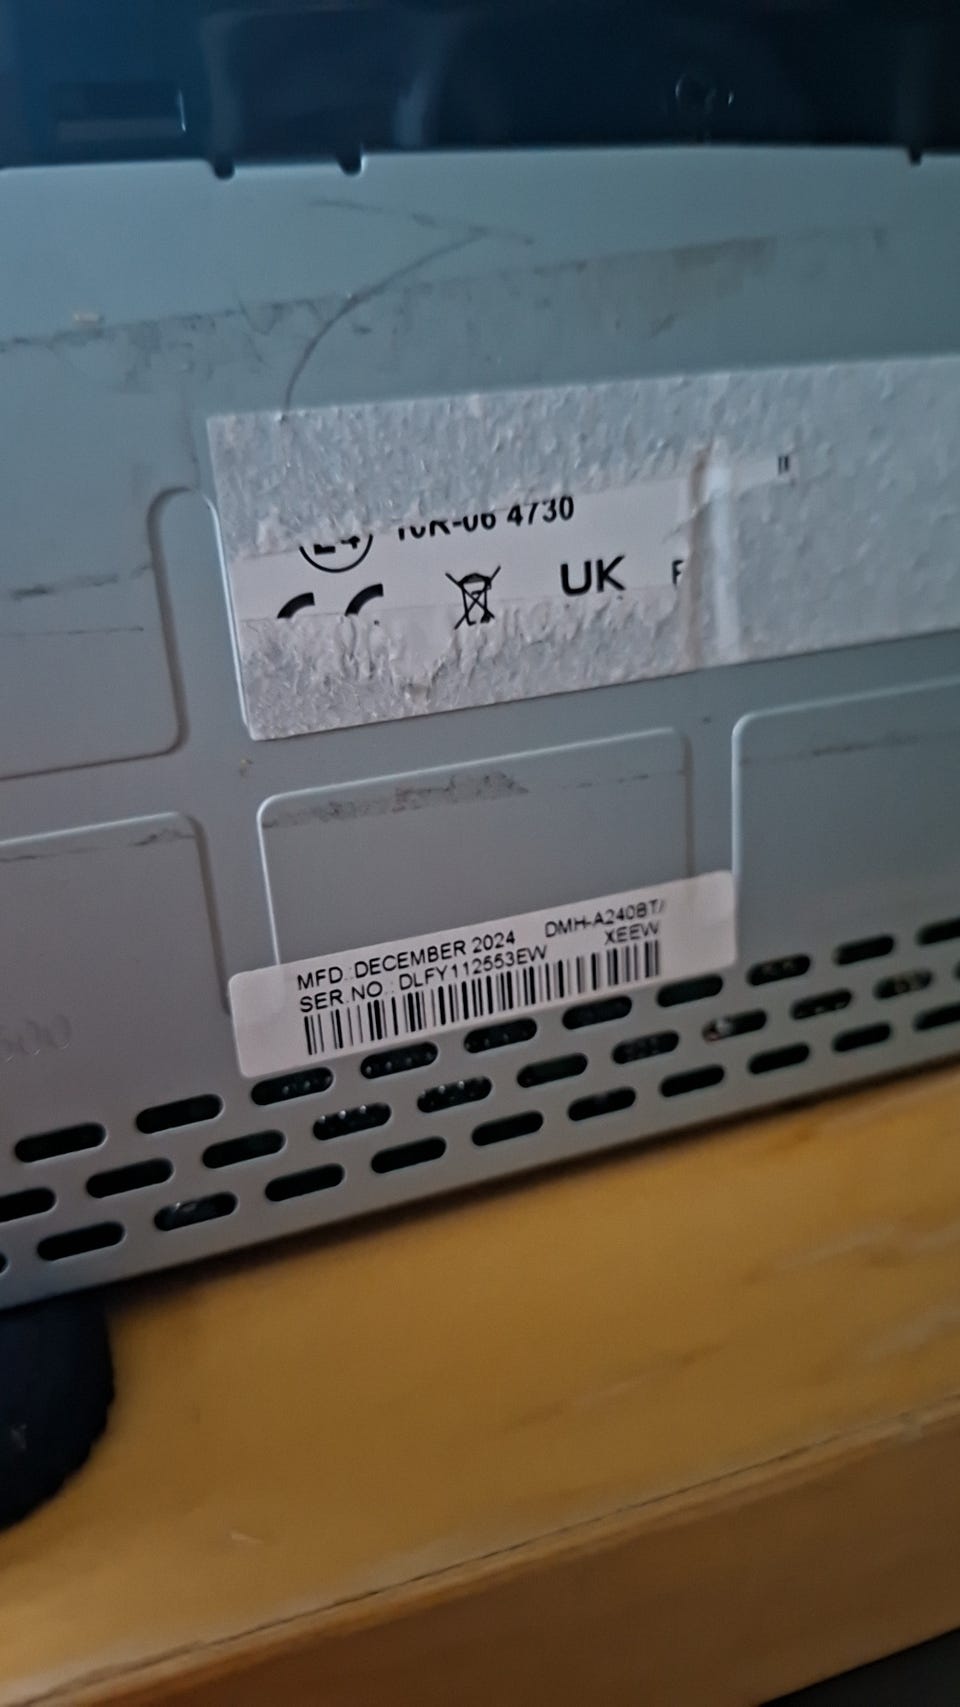 10R-06 4730
UK
MFD.:DECEMBER 2024 DMH-A240BT/
SER.NO.: DLFY112553EW XEEW